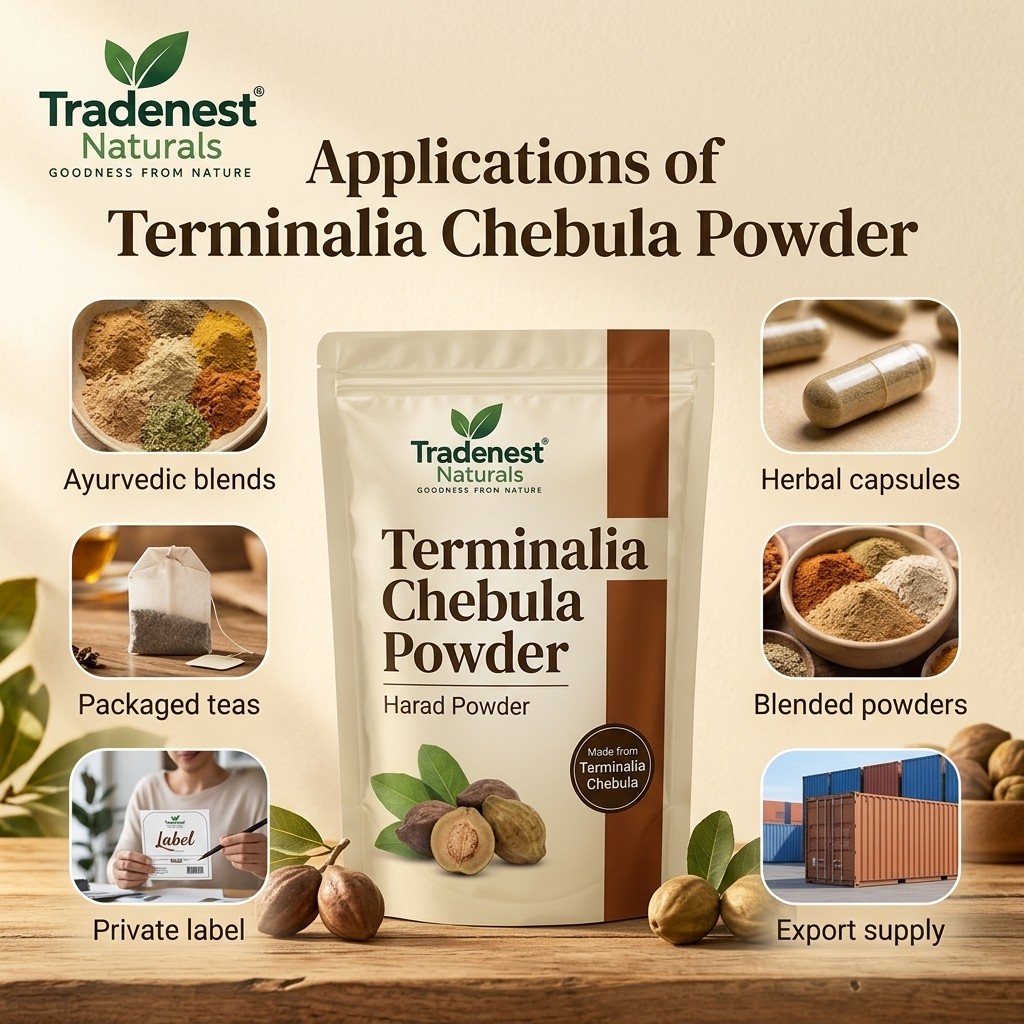 Tradenest®
Naturals
GOODNESS FROM NATURE
Applications of
Terminalia Chebula Powder
Ayurvedic blends
Packaged teas
Label
Private label
Tradenest®
Naturals
GOODNESS FRON NATURE
Terminalia
Chebula
Powder
Harad Powder
Made from
Terminalia
Chebula
Herbal capsules
Blended powders
Export supply